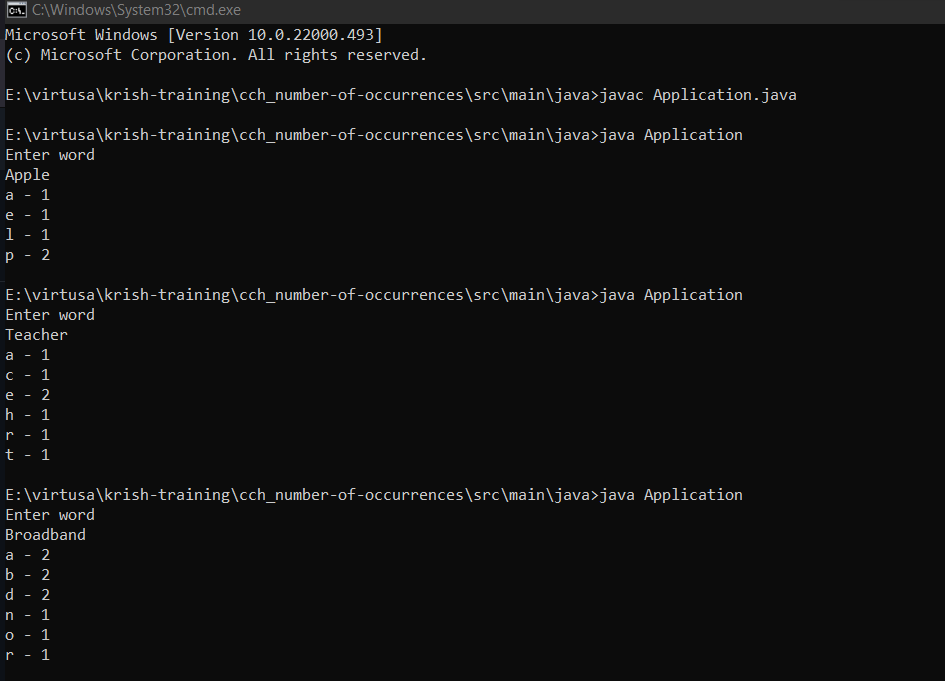 C:\Windows\System32\cmd.exe
Microsoft Windows [Version 10.0.22000.493]
(c) Microsoft Corporation. All rights reserved.
E:\virtusa\krish-training\cch_number-of-occurrences\src\main\java>javac Application.java
E:\virtusa\krish-training\cch_number-of-occurrences\src\main\java>java Application
Enter word
Apple
a - 1
e - 1
l - 1
p - 2
E:\virtusa\krish-training\cch_number-of-occurrences\src\main\java>java Application
Enter word
Teacher
a - 1
c - 1
e - 2
h - 1
r - 1
t - 1
E:\virtusa\krish-training\cch_number-of-occurrences\src\main\java>java Application
Enter word
Broadband
a - 2
b - 2
d - 2
n - 1
o - 1
r - 1